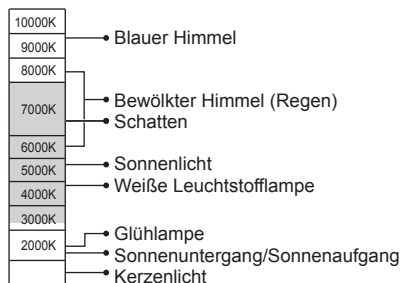 10000K
9000K
Blauer Himmel
8000K
7000K
Bewölkter Himmel (Regen)
Schatten
6000K
5000K
Sonnenlicht
4000K
Weiße Leuchtstofflampe
3000K
2000K
Glühlampe
Sonnenuntergang/Sonnenaufgang
Kerzenlicht